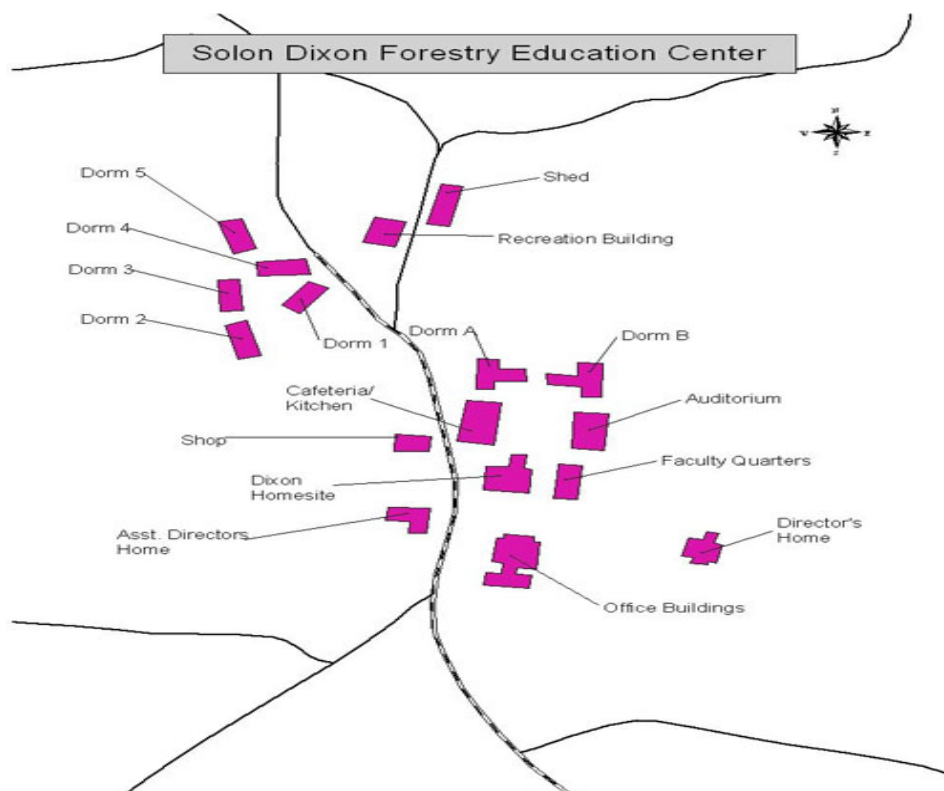 Solon Dixon Forestry Education Center
N
V E
S
Dorm 5
Shed
Dorm 4
Recreation Building
Dorm 3
Dorm 2
Dorm 1
Dorm A
Dorm B
Cafeteria/
Kitchen
Auditorium
Shop
Faculty Quarters
Dixon
Homesite
Asst. Directors
Home
Director's
Home
Office Buildings